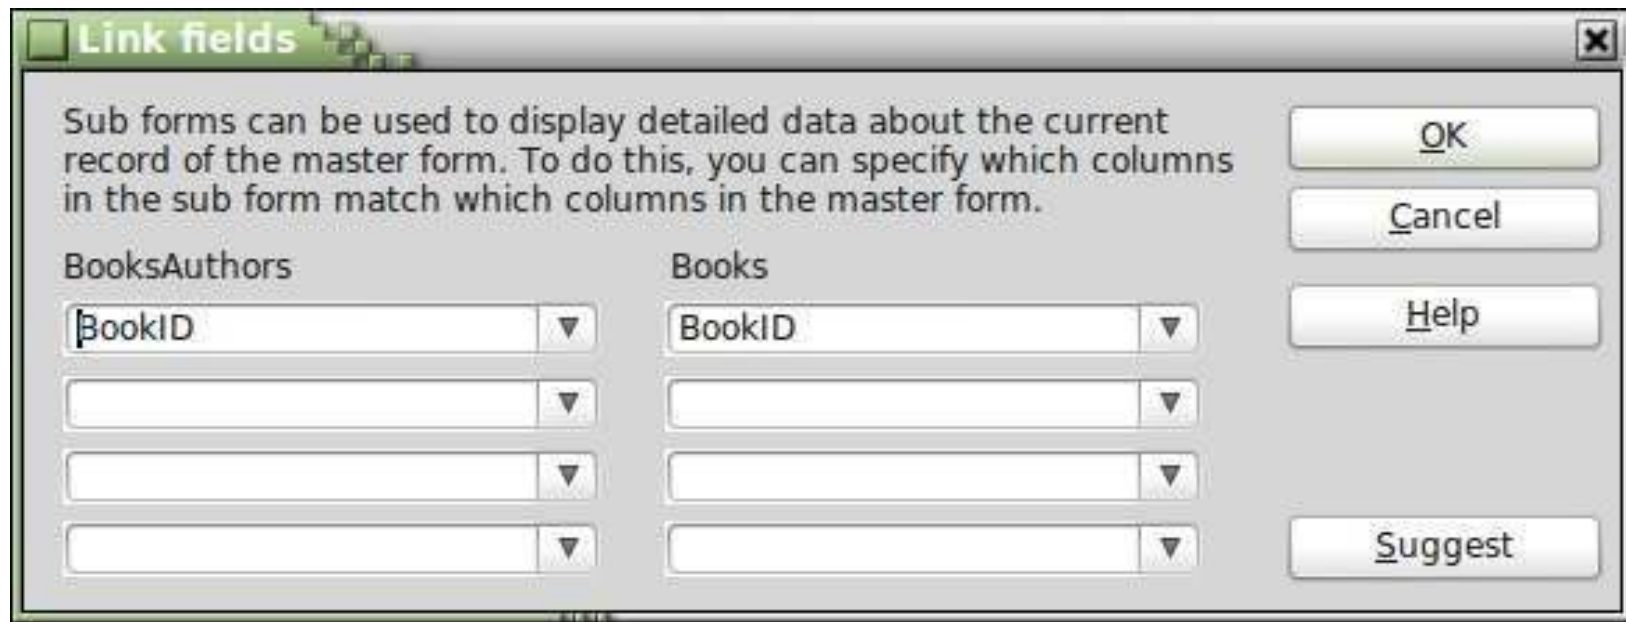 Link fields
Sub forms can be used to display detailed data about the current
record of the master form. To do this, you can specify which columns
in the sub form match which columns in the master form.
BooksAuthors Books
BookID BookID
OK
Cancel
Help
Suggest